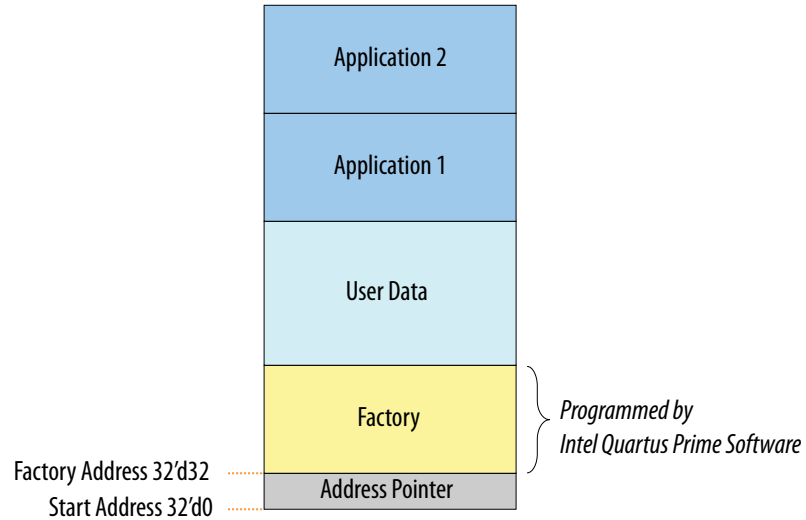 Application 2
Application 1
User Data
Factory
Programmed by
Intel Quartus Prime Software
Factory Address 32'd32
Address Pointer
Start Address 32'd0